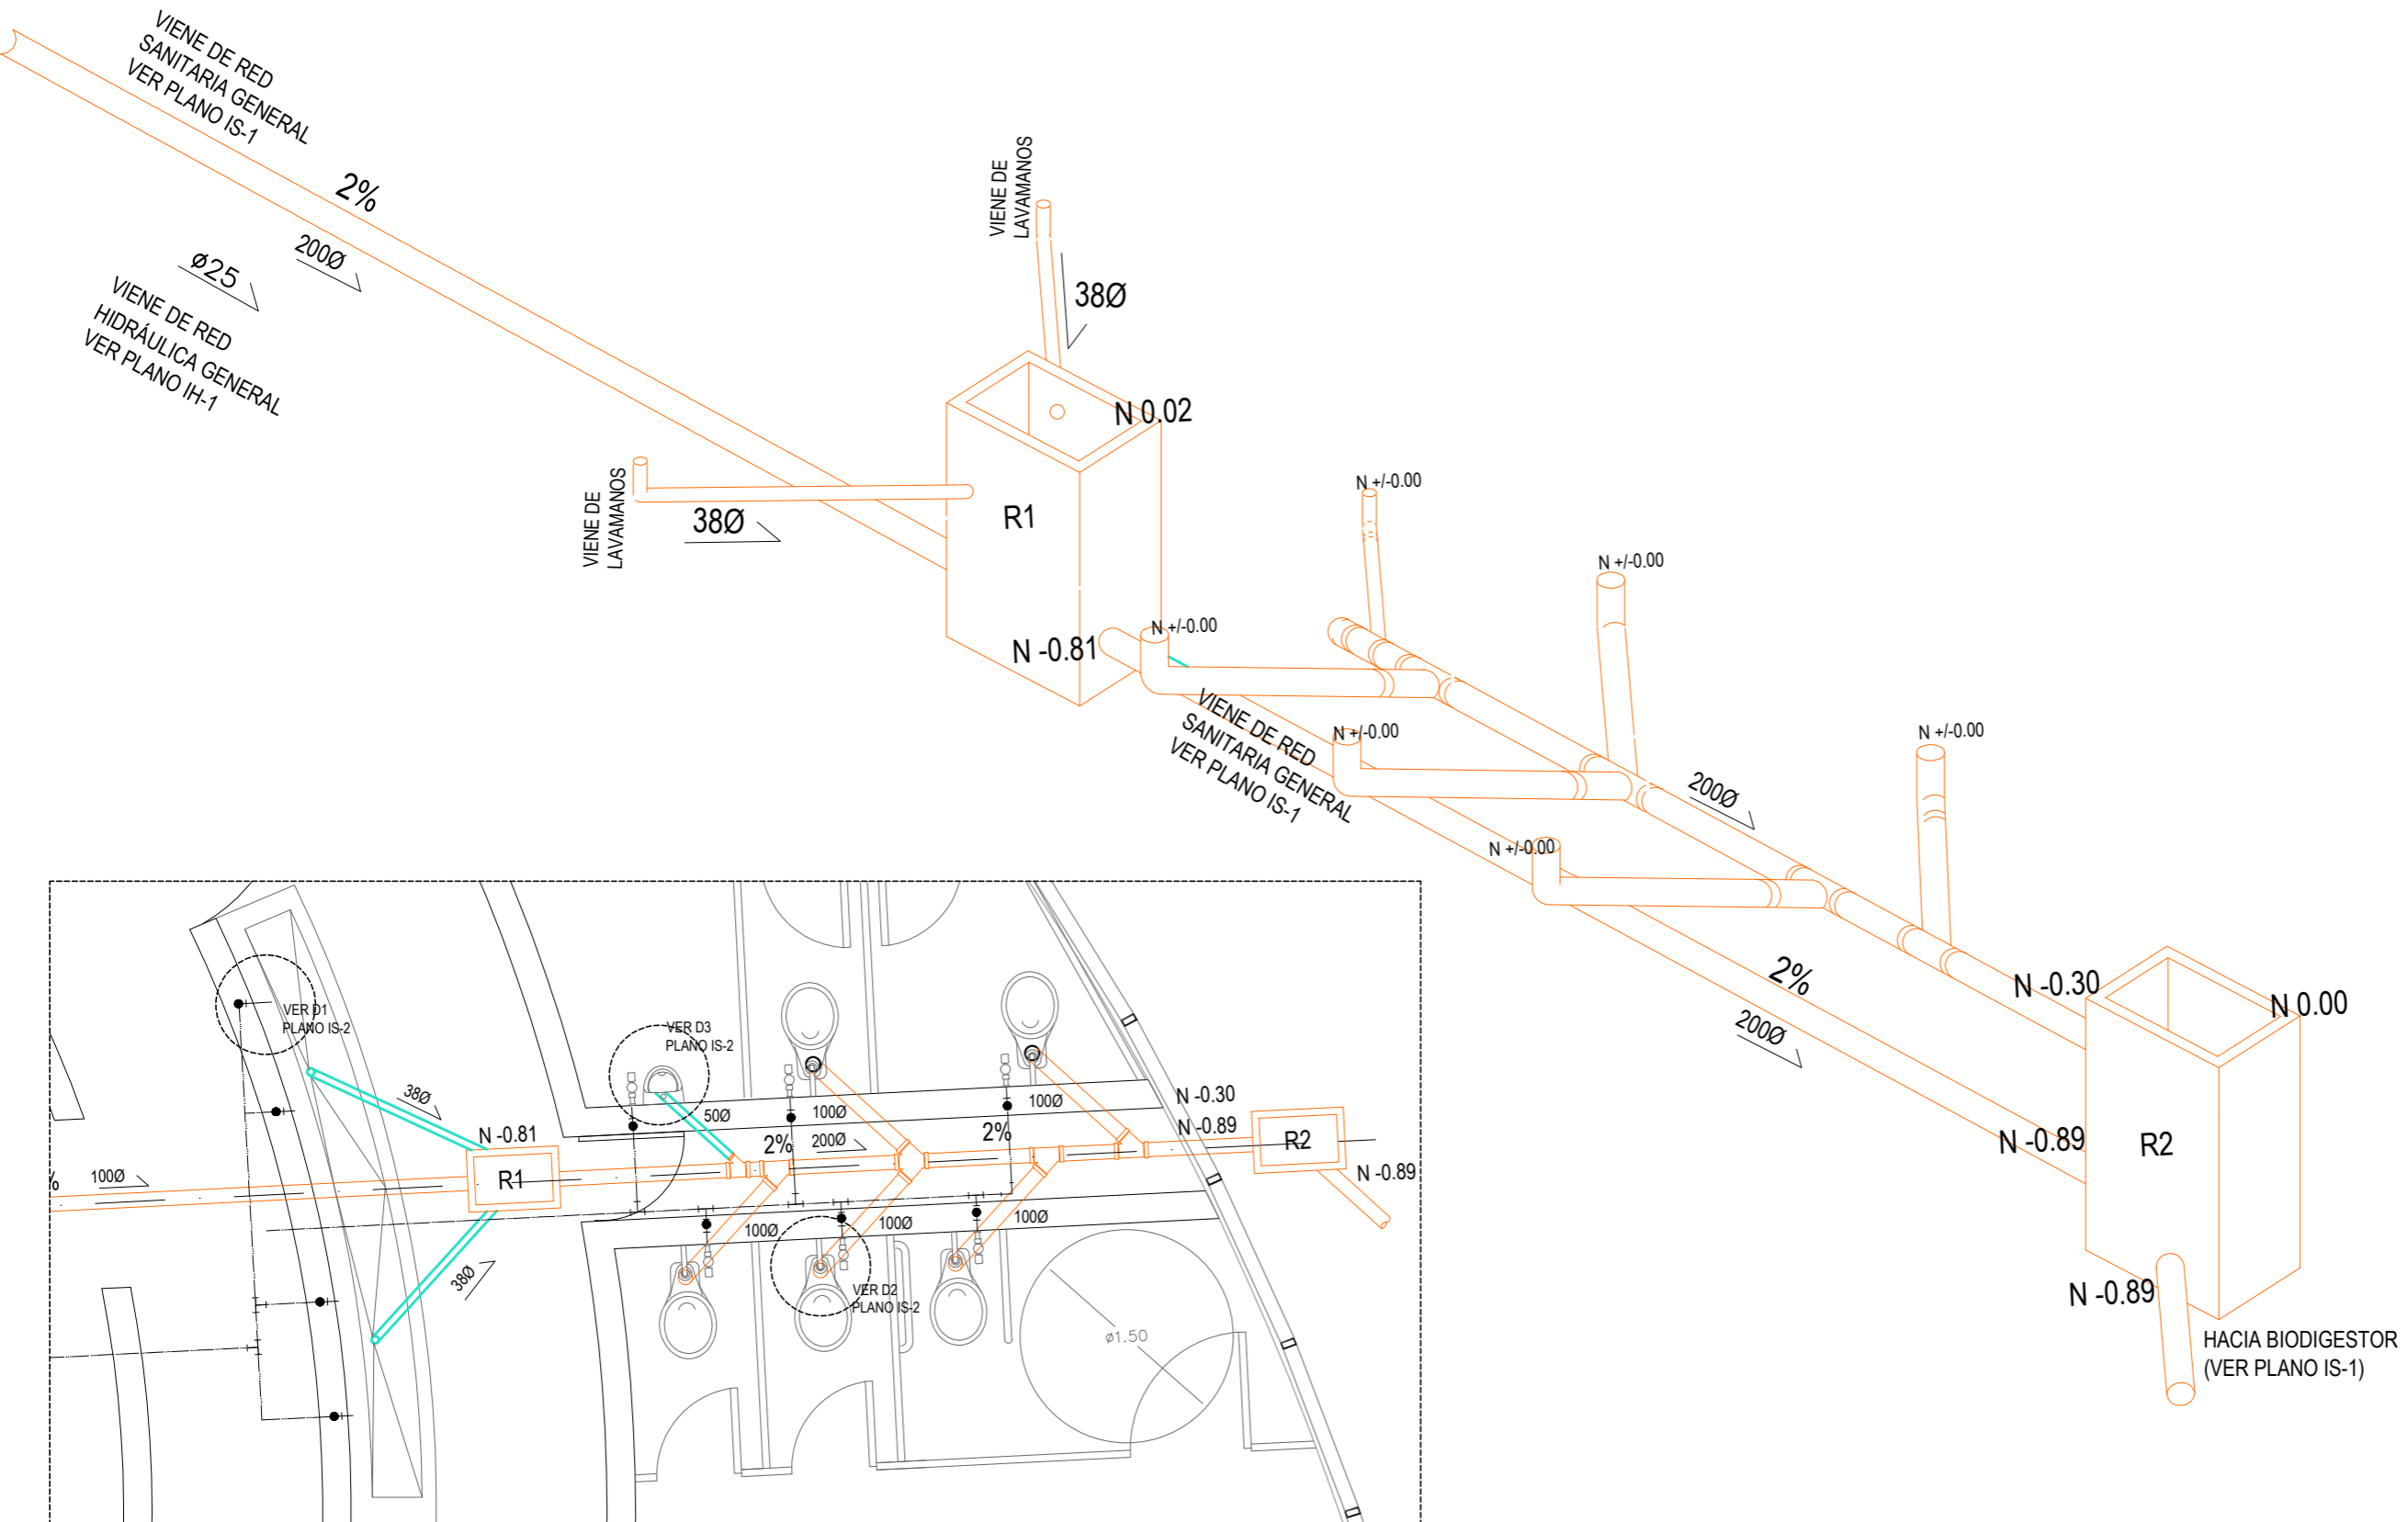 VIENE DE RED
SANITARIA GENERAL
VER PLANO IS-1
2%
200Ø
ø25
VIENE DE RED
HIDRÁULICA GENERAL
VER PLANO IH-1
VIENE DE
LAVAMANOS
38Ø
N 0.02
VIENE DE
LAVAMANOS
38Ø
R1
N -0.81
N +/-0.00
N +/-0.00
N +/-0.00
N +/-0.00
N +/-0.00
N +/-0.00
VIENE DE RED
SANITARIA GENERAL
VER PLANO IS-1
200Ø
2%
200Ø
N -0.30
N 0.00
N -0.89
R2
N -0.89
HACIA BIODIGESTOR
(VER PLANO IS-1)
VER D1
PLANO IS-2
VER D3
PLANO IS-2
38Ø
50Ø
100Ø
100Ø
N -0.30
N -0.89
N -0.81
2%
200Ø
2%
R2
%
100Ø
R1
N -0.89
100Ø
100Ø
100Ø
38Ø
VER D2
PLANO IS-2
ø1.50